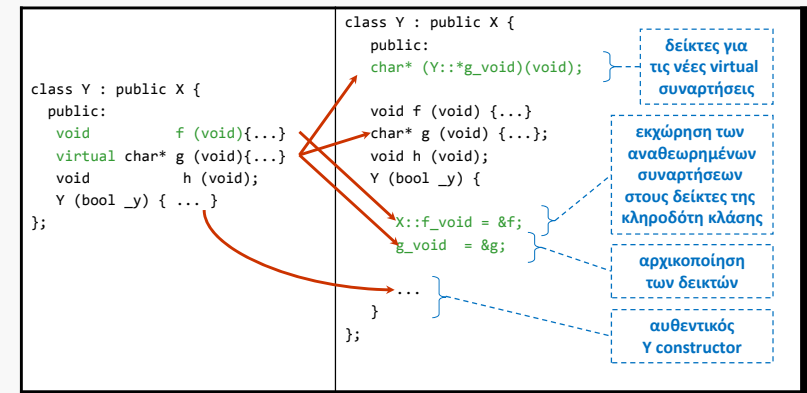 class Y : public X {
public:
void f (void){...}
virtual char* g (void){...}
void h (void);
Y (bool _y) { ... }
};
class Y : public X {
public:
char* (Y::*g_void)(void);
void f (void) {...}
char* g (void) {...};
void h (void);
Y (bool _y) {
X::f_void = &f;
g_void = &g;
...
}
};
δείκτες για
τις νέες virtual
συναρτήσεις
εκχώρηση των
αναθεωρημένων
συναρτήσεων
στους δείκτες της
κληροδότη κλάσης
αρχικοποίηση
των δεικτών
αυθεντικός
Y constructor